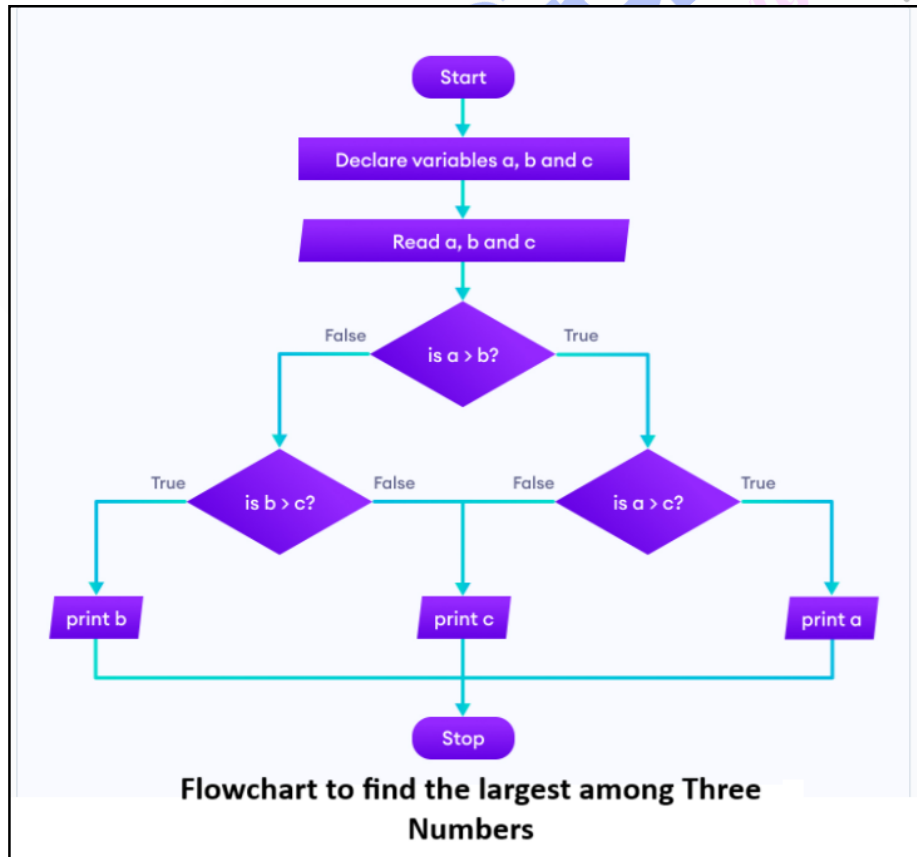 Start
Declare variables a, b and c
Read a, b and c
False
True
is a > b?
True
False
False
True
is b > c?
is a > c?
print b
print c
print a
Stop
Flowchart to find the largest among Three
Numbers